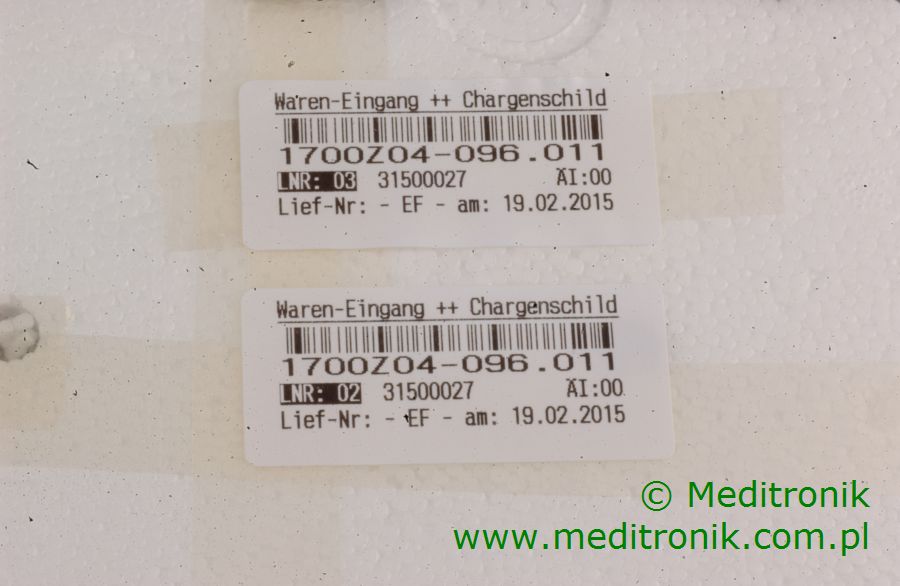 Waren-Eingang ++ Chargenschild
1700Z04-096.011
LNR: 03 31500027 ÄI:00
Lief-Nr: - EF - am: 19.02.2015
Waren-Eingang ++ Chargenschild
1700Z04-096.011
LNR: 02 31500027 ÄI:00
Lief-Nr: - EF - am: 19.02.2015
© Meditronik
www.meditronik.com.pl